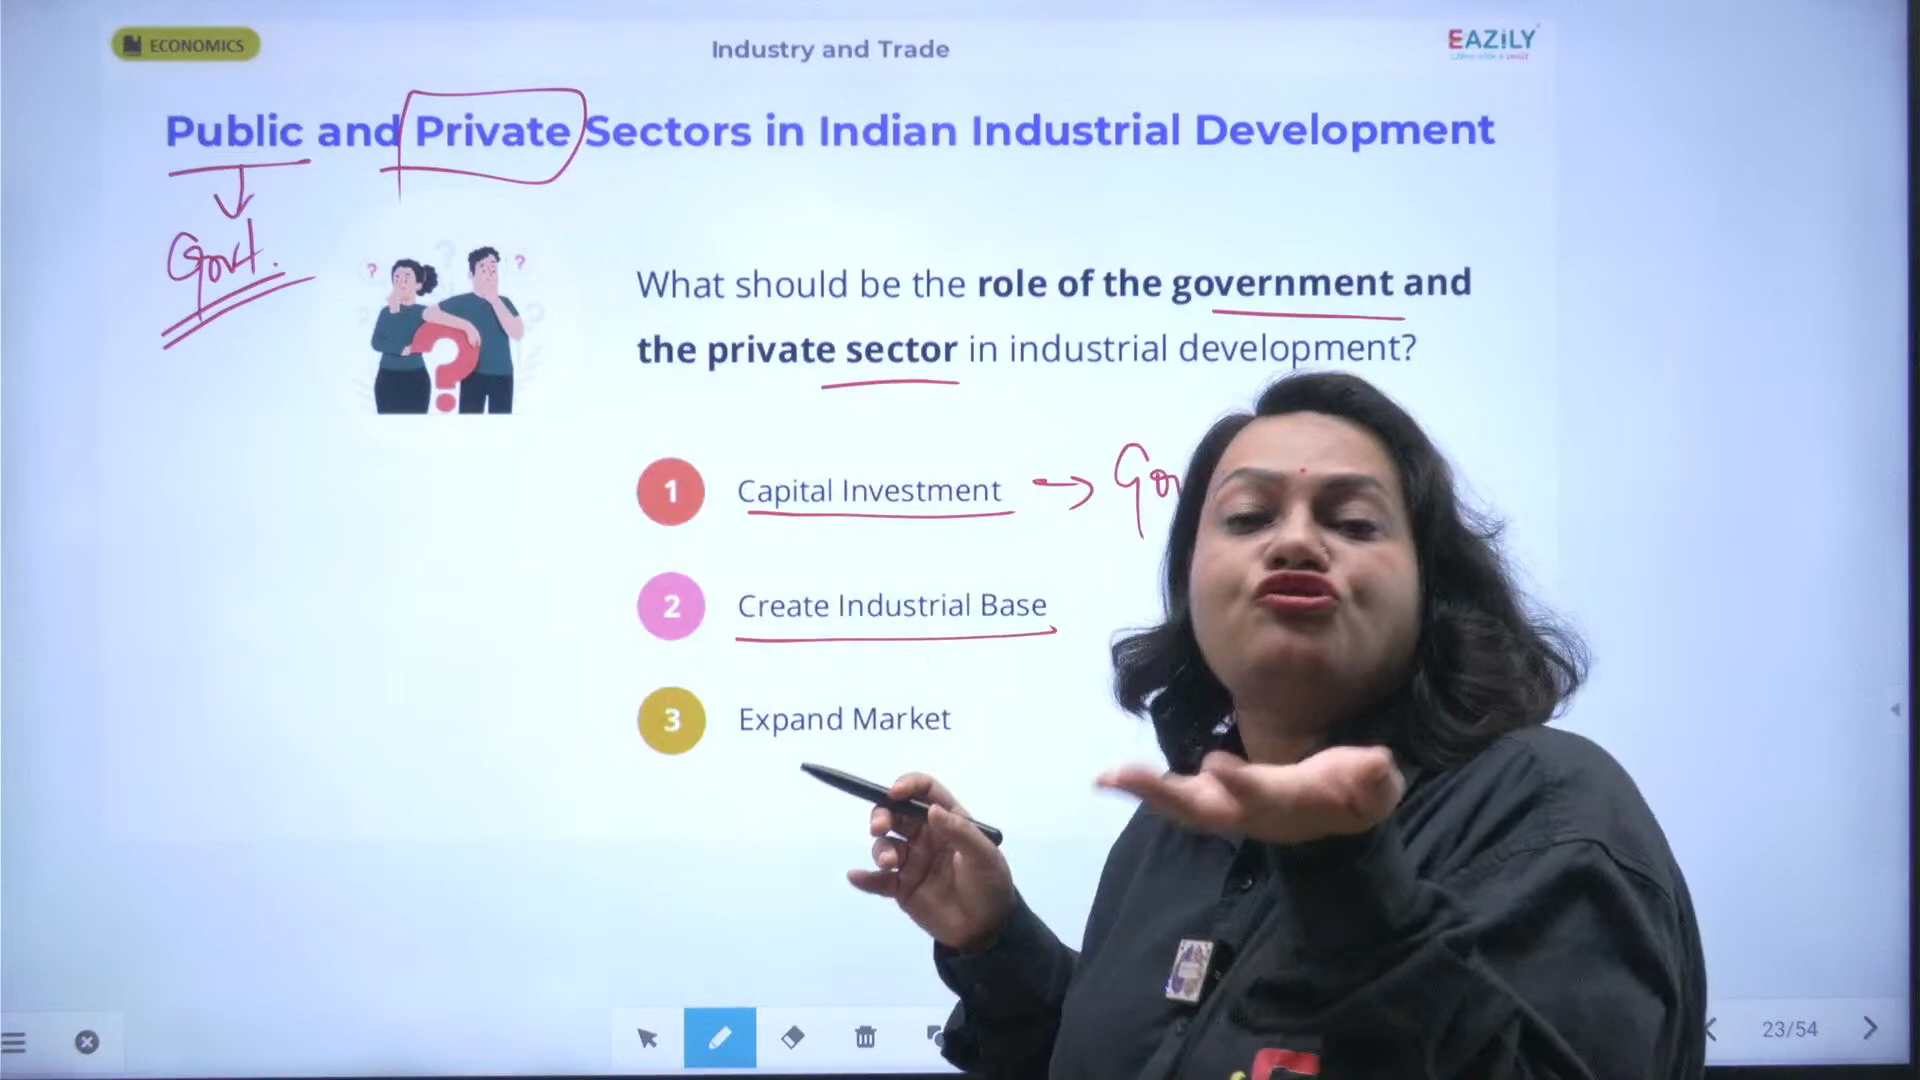 ECONOMICS
Industry and Trade
EAZILY
Public and Private Sectors in Indian Industrial Development
Govt.
What should be the role of the government and
the private sector in industrial development?
1 Capital Investment → Gov
2 Create Industrial Base
3 Expand Market
23/54